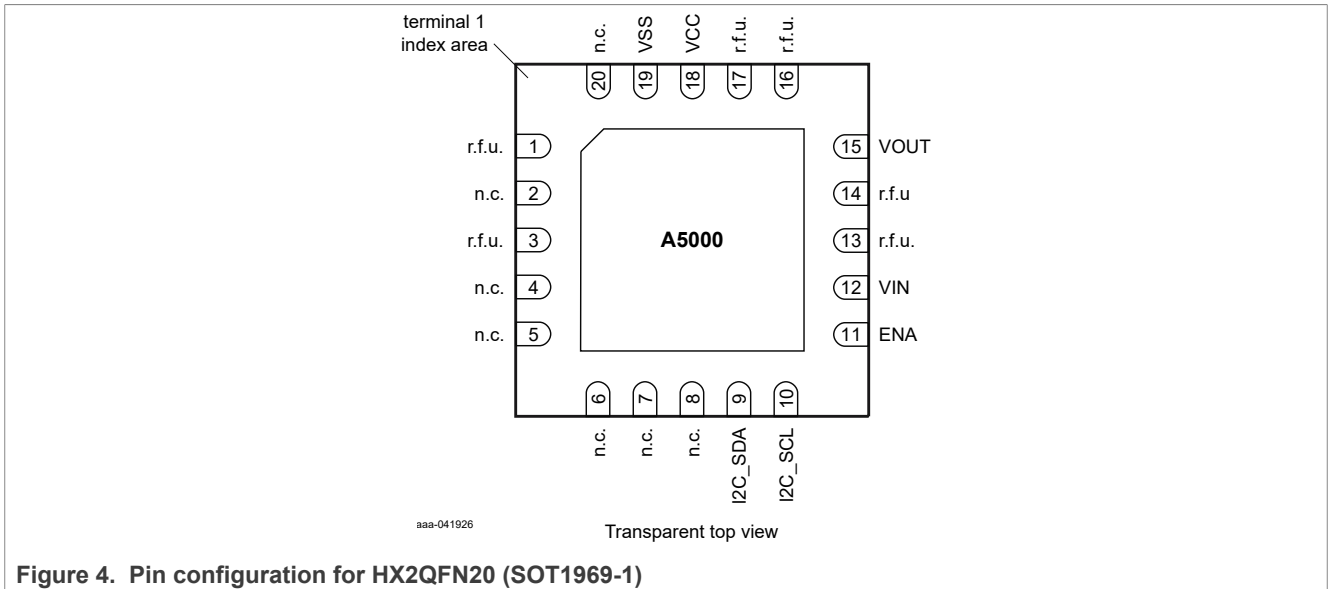 terminal 1
index area
n.c.
VSS
VCC
r.f.u.
r.f.u.
20
19
18
17
16
r.f.u. 1
n.c. 2
r.f.u. 3
n.c. 4
n.c. 5
A5000
15 VOUT
14 r.f.u
13 r.f.u.
12 VIN
11 ENA
6
7
8
9
10
n.c.
n.c.
n.c.
I2C_SDA
I2C_SCL
aaa-041926
Transparent top view
Figure 4. Pin configuration for HX2QFN20 (SOT1969-1)